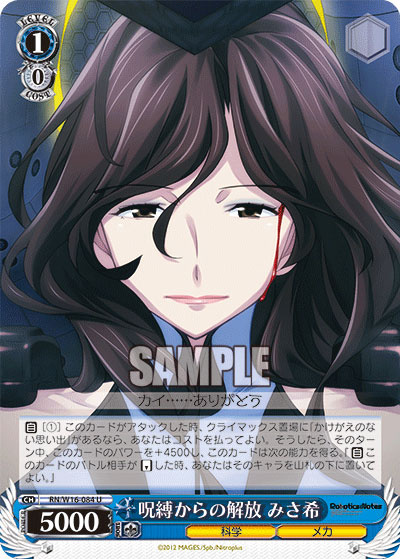 LEVEL
1
0
COST
SAMPLE
カイ……ありがとう
【自】[①] このカードがアタックした時、クライマックス置場に「かけがえの
ない思い出」があるなら、あなたはコストを払ってよい。そうしたら、そのター
ン中、このカードのパワーを+4500し、このカードは次の能力を得る。『【自】こ
のカードのバトル相手が【リバース】した時、あなたはそのキャラを山札の下に置い
てよい。』
CH RN/W16-084 U
呪縛からの解放 みさ希
Robotics;Notes
5000
科学
メカ
©2012 MAGES./5pb./Nitroplus